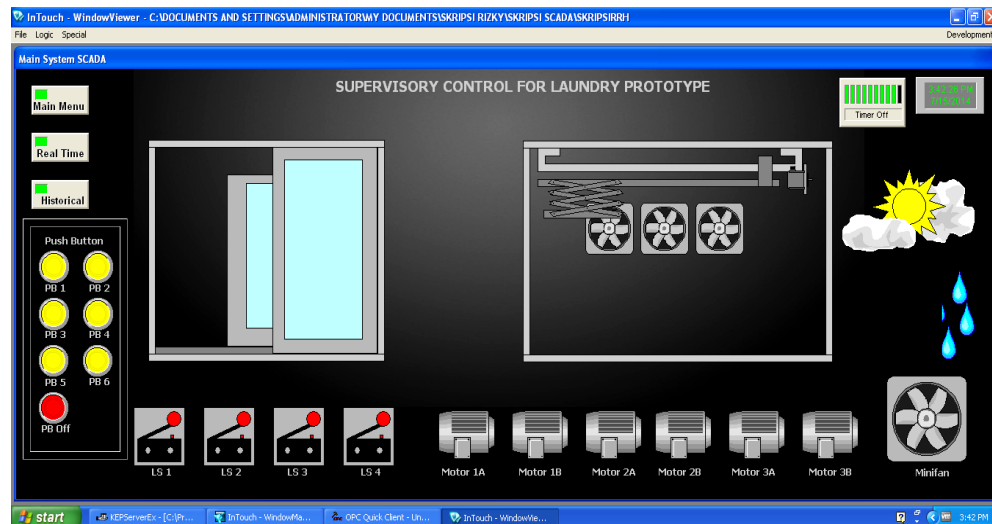 InTouch - WindowViewer - C:\DOCUMENTS AND SETTINGS\ADMINISTRATOR\MY DOCUMENTS\SKRIPSI RIZKY\SKRIPSI SCADA\SKRIPSIRRH
File Logic Special Development
Main System SCADA
SUPERVISORY CONTROL FOR LAUNDRY PROTOTYPE
Main Menu
Timer Off
Real Time
Historical
Push Button
PB 1 PB 2
PB 3 PB 4
PB 5 PB 6
PB Off
LS 1 LS 2 LS 3 LS 4 Motor 1A Motor 1B Motor 2A Motor 2B Motor 3A Motor 3B Minifan
start KEPServerEx - [C:\Pr... InTouch - WindowMa... OPC Quick Client - Un... InTouch - WindowVie... 3:42 PM